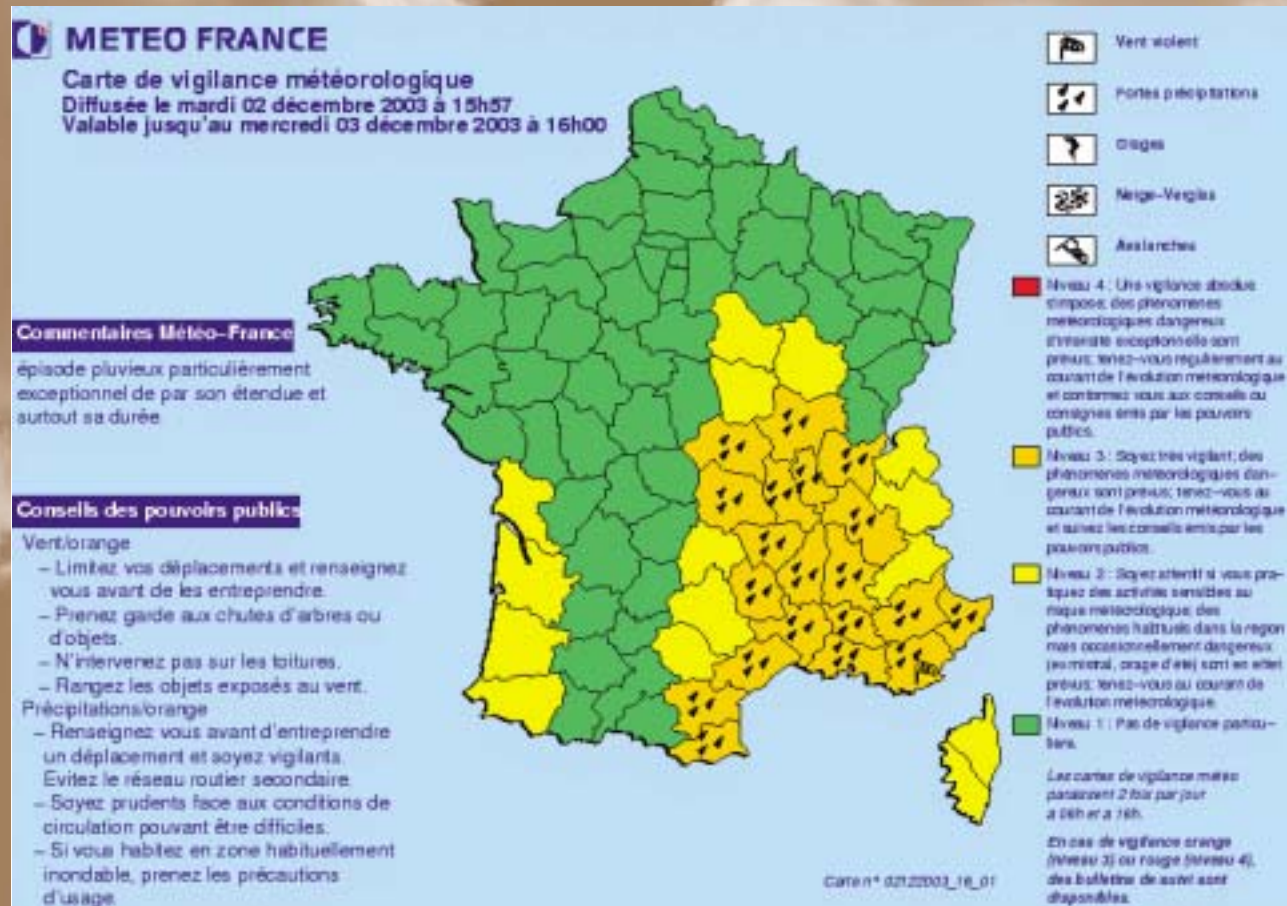 METEO FRANCE
Carte de vigilance météorologique
Diffusée le mardi 02 décembre 2003 à 15h57
Valable jusqu'au mercredi 03 décembre 2003 à 16h00
Commentaires Météo-France
épisode pluvieux particulièrement
exceptionnel de par son étendue et
surtout sa durée
Conseils des pouvoirs publics
Vent/orange
– Limitez vos déplacements et renseignez
vous avant de les entreprendre.
– Prenez garde aux chutes d'arbres ou
d'objets.
– N'intervenez pas sur les toitures.
– Rangez les objets exposés au vent.
Précipitations/orange
– Renseignez vous avant d'entreprendre
un déplacement et soyez vigilants.
Evitez le réseau routier secondaire.
– Soyez prudents face aux conditions de
circulation pouvant être difficiles.
– Si vous habitez en zone habituellement
inondable, prenez les précautions
d'usage.
Vent violent
Fortes précipitations
Orages
Neige-Verglas
Avalanches
Niveau 4 : Une vigilance absolue
s'impose; des phénomènes
météorologiques dangereux
d'intensité exceptionnelle sont
prévus; tenez-vous régulièrement au
courant de l'évolution météorologique
et conformez vous aux conseils ou
consignes émis par les pouvoirs
publics.
Niveau 3 : Soyez très vigilant; des
phénomènes météorologiques dan-
gereux sont prévus; tenez-vous au
courant de l'évolution météorologique
et suivez les conseils émis par les
pouvoirs publics.
Niveau 2 : Soyez attentif si vous pra-
tiquez des activités sensibles au
risque météorologique; des
phénomènes habituels dans la région
mais occasionnellement dangereux
(ex mistral, orage d'été) sont en effet
prévus; tenez-vous au courant de
l'évolution météorologique.
Niveau 1 : Pas de vigilance particu-
lière.
Les cartes de vigilance météo
paraissent 2 fois par jour
à 06h et à 16h.
En cas de vigilance orange
(niveau 3) ou rouge (niveau 4),
des bulletins de suivi sont
disponibles.
Carte n° 02122003_16_01